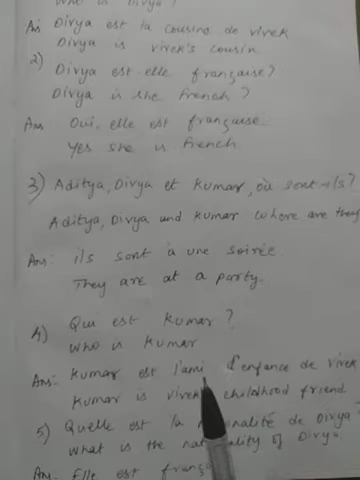 Who is Divya?
Ans Divya est la cousine de vivek
Divya is vivek's cousin
2) Divya est-elle française?
Divya is she French?
Ans Oui, elle est française.
Yes she is French
3) Aditya, Divya et Kumar, où sont-ils?
Aditya, Divya and Kumar where are they
Ans: ils sont à une soirée
They are at a party.
4) Qui est Kumar?
Who is Kumar
Ans: Kumar est l'ami d'enfance de vivek
Kumar is vivek childhood friend
5) Quelle est la de Divya?
What is the of Divya
An Elle est